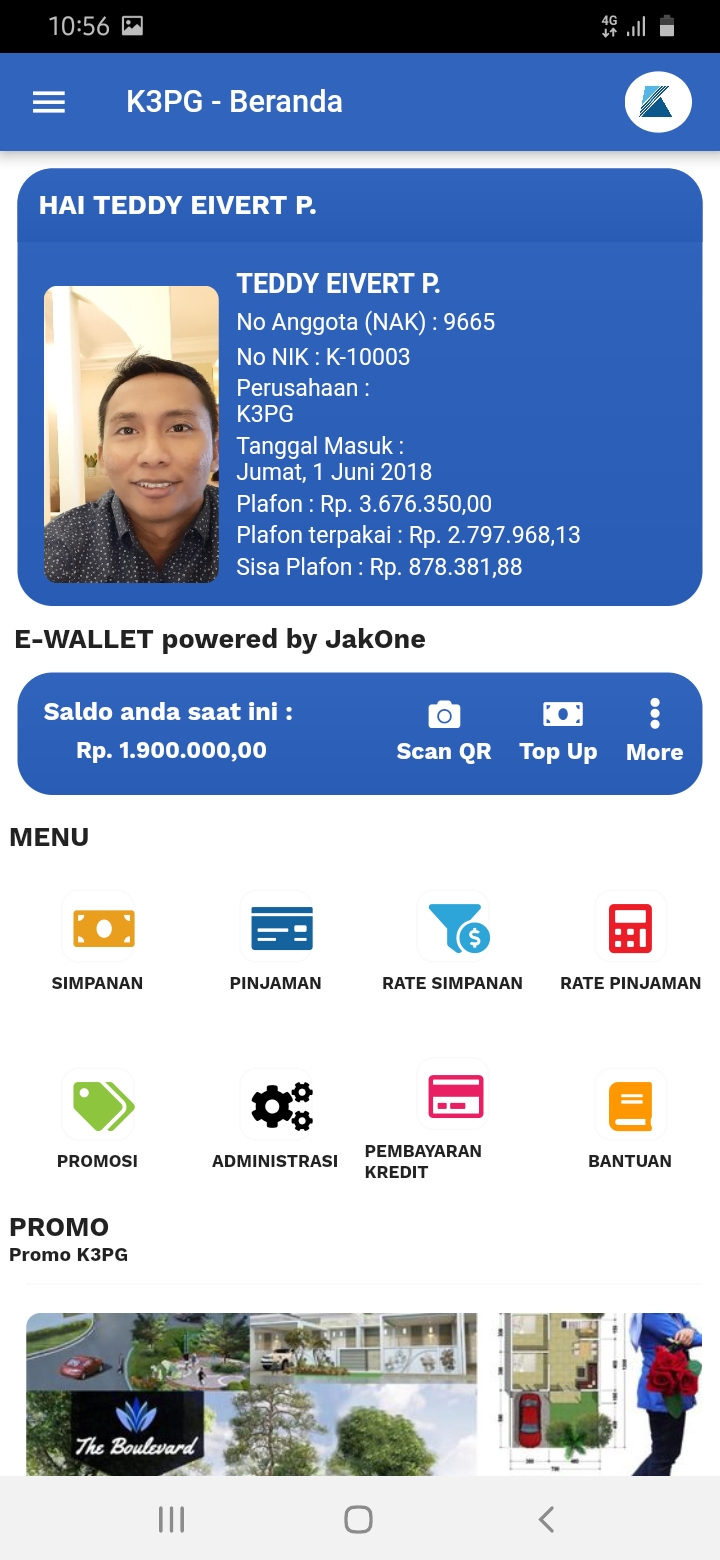 10:56
4G
K3PG - Beranda
HAI TEDDY EIVERT P.
TEDDY EIVERT P.
No Anggota (NAK) : 9665
No NIK : K-10003
Perusahaan :
K3PG
Tanggal Masuk :
Jumat, 1 Juni 2018
Plafon : Rp. 3.676.350,00
Plafon terpakai : Rp. 2.797.968,13
Sisa Plafon : Rp. 878.381,88
E-WALLET powered by JakOne
Saldo anda saat ini :
Rp. 1.900.000,00
Scan QR
Top Up
More
MENU
SIMPANAN
PINJAMAN
RATE SIMPANAN
RATE PINJAMAN
PROMOSI
ADMINISTRASI
PEMBAYARAN
KREDIT
BANTUAN
PROMO
Promo K3PG
The Boulevard